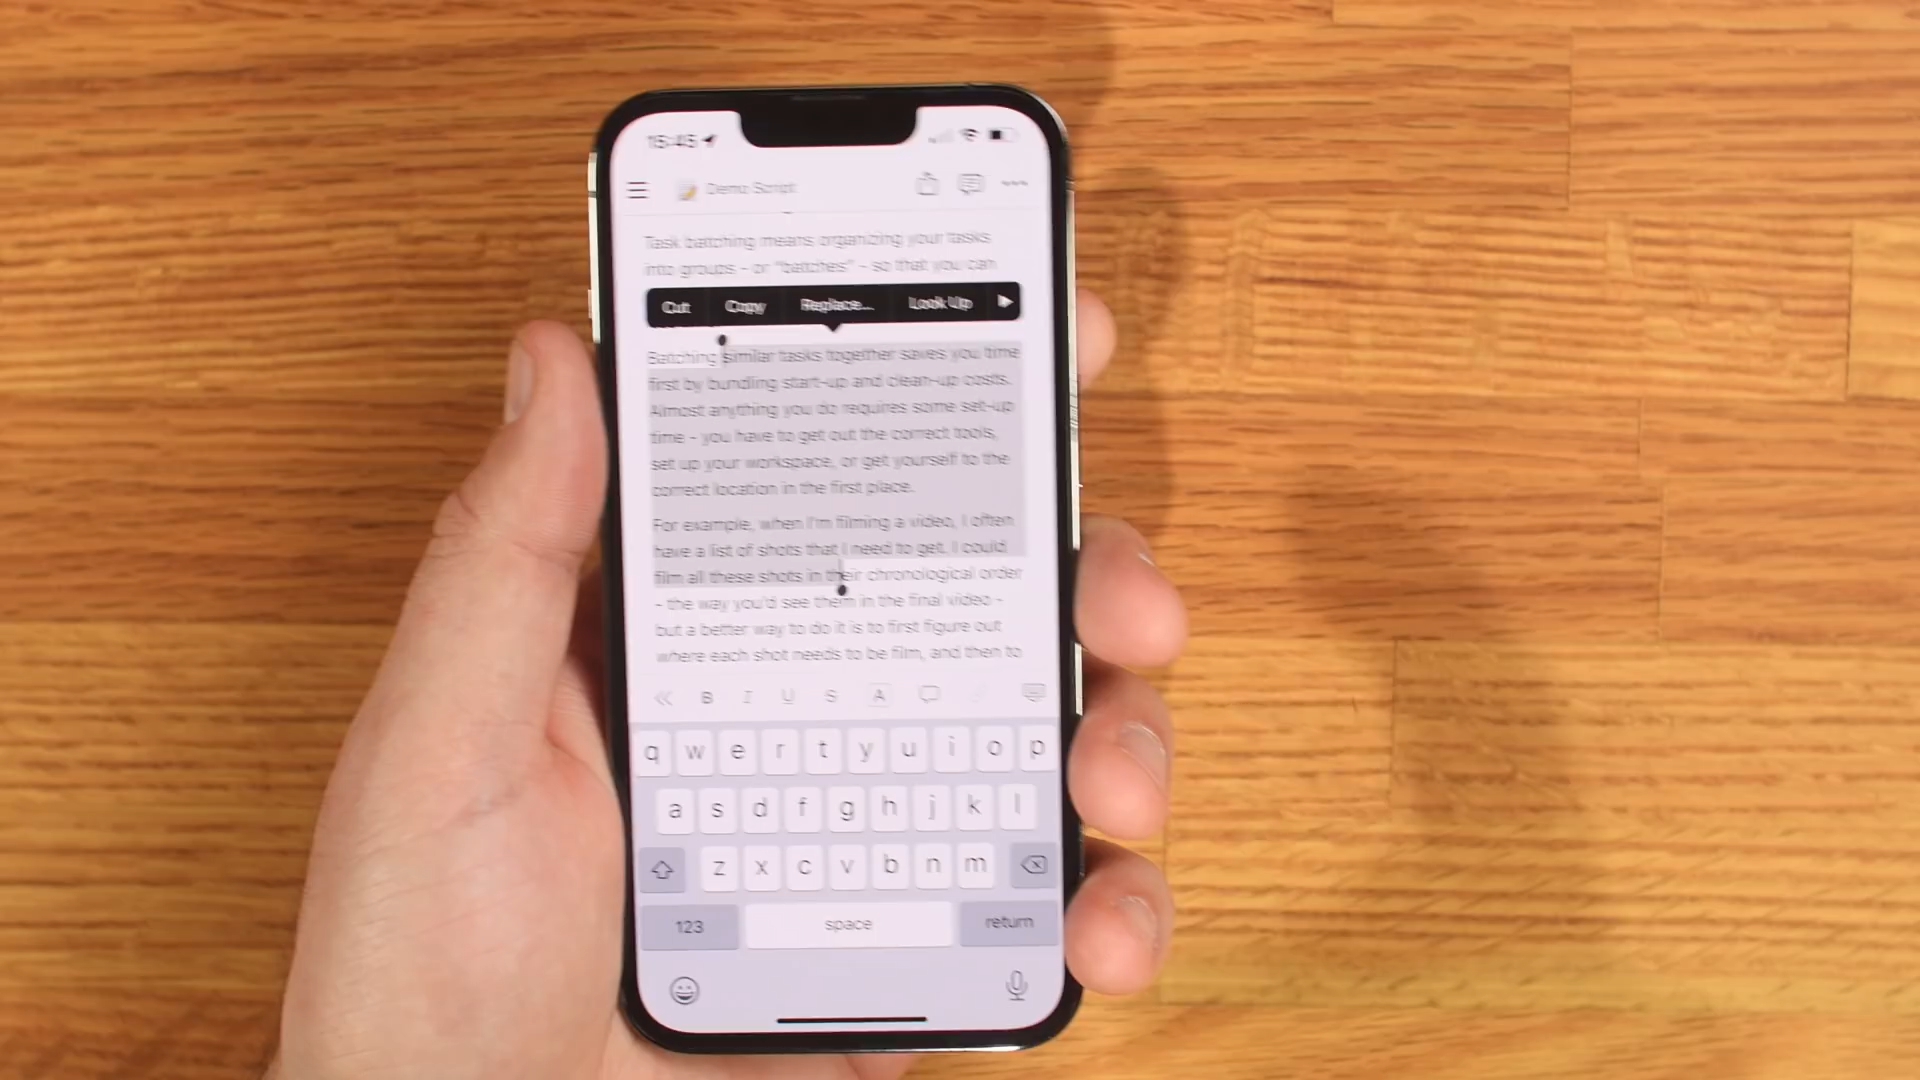 15:45
Demo Script
Task batching means organizing your tasks
into groups - or "batches" - so that you can
Cut Copy Replace... Look Up
Batching similar tasks together saves you time
first by bundling start-up and clean-up costs.
Almost anything you do requires some set-up
time - you have to get out the correct tools,
set up your workspace, or get yourself to the
correct location in the first place.
For example, when I'm filming a video, I often
have a list of shots that I need to get. I could
film all these shots in their chronological order
- the way you'd see them in the final video -
but a better way to do it is to first figure out
where each shot needs to be film, and then to
B I U S A
q w e r t y u i o p
a s d f g h j k l
z x c v b n m
123 space return